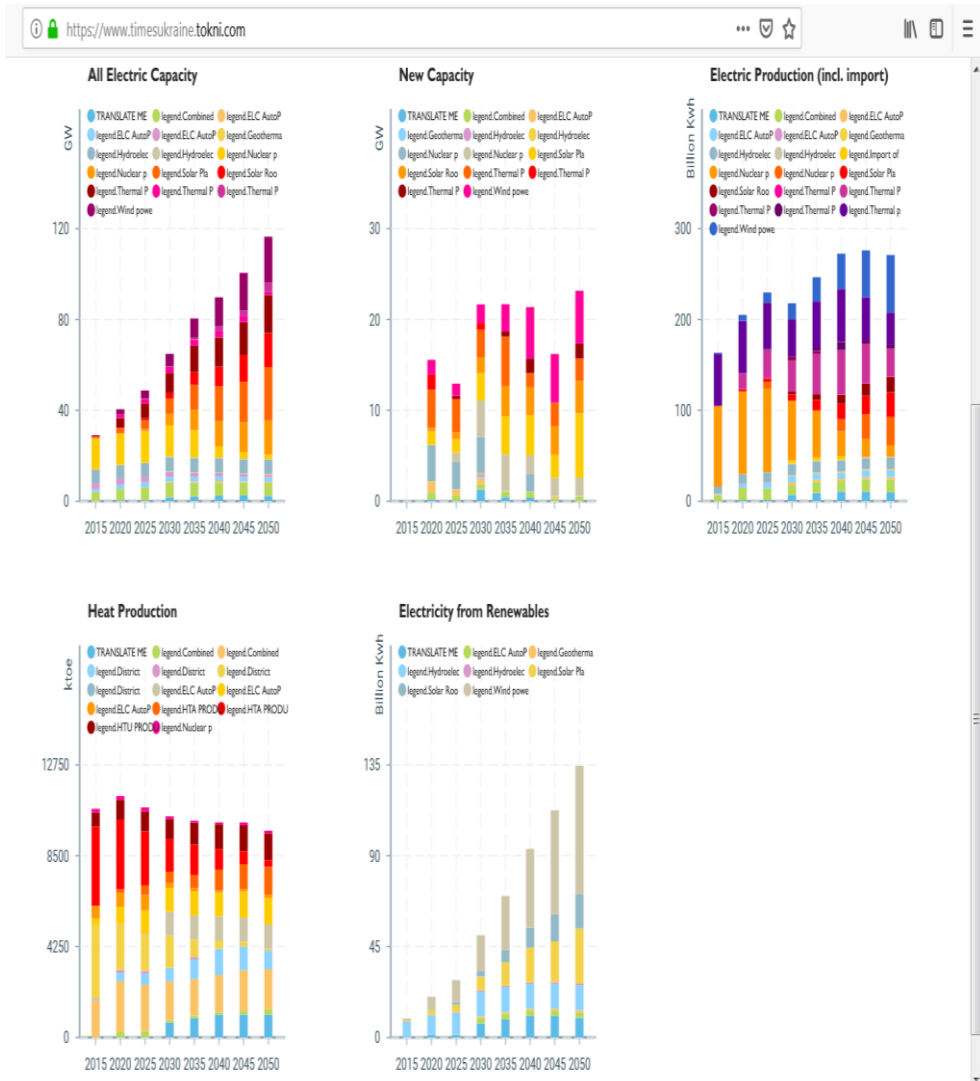 https://www.timesukraine.tokni.com
All Electric Capacity
GW
TRANSLATE ME legend.Combined legend.ELC AutoP
legend.ELC AutoP legend.ELC AutoP legend.Geotherma
legend.Hydroelec legend.Hydroelec legend.Nuclear p
legend.Nuclear p legend.Solar Pla legend.Solar Roo
legend.Thermal P legend.Thermal P legend.Thermal P
legend.Wind powe
120
80
40
0
2015 2020 2025 2030 2035 2040 2045 2050
New Capacity
GW
TRANSLATE ME legend.Combined legend.ELC AutoP
legend.Geotherma legend.Hydroelec legend.Hydroelec
legend.Nuclear p legend.Nuclear p legend.Solar Pla
legend.Solar Roo legend.Thermal P legend.Thermal P
legend.Thermal P legend.Wind powe
30
20
10
0
2015 2020 2025 2030 2035 2040 2045 2050
Electric Production (incl. import)
Billion Kwh
TRANSLATE ME legend.Combined legend.ELC AutoP
legend.ELC AutoP legend.ELC AutoP legend.Geotherma
legend.Hydroelec legend.Hydroelec legend.Import of
legend.Nuclear p legend.Nuclear p legend.Solar Pla
legend.Solar Roo legend.Thermal P legend.Thermal P
legend.Thermal P legend.Thermal P legend.Thermal p
legend.Wind powe
300
200
100
0
2015 2020 2025 2030 2035 2040 2045 2050
Heat Production
ktoe
TRANSLATE ME legend.Combined legend.Combined
legend.District legend.District legend.District
legend.District legend.ELC AutoP legend.ELC AutoP
legend.ELC AutoP legend.HTA PROD legend.HTA PRODU
legend.HTU PROD legend.Nuclear p
12750
8500
4250
0
2015 2020 2025 2030 2035 2040 2045 2050
Electricity from Renewables
Billion Kwh
TRANSLATE ME legend.ELC AutoP legend.Geotherma
legend.Hydroelec legend.Hydroelec legend.Solar Pla
legend.Solar Roo legend.Wind powe
135
90
45
0
2015 2020 2025 2030 2035 2040 2045 2050